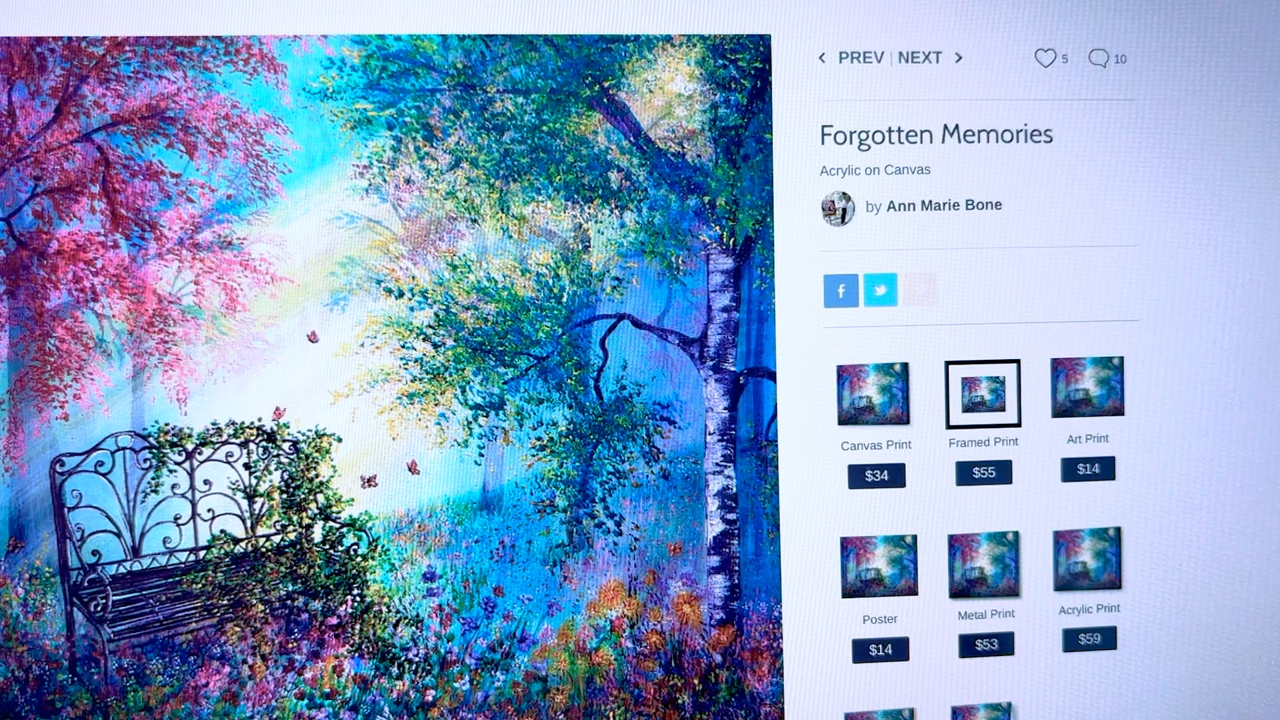 PREV | NEXT
5
10
Forgotten Memories
Acrylic on Canvas
by Ann Marie Bone
Canvas Print
Framed Print
Art Print
$34
$55
$14
Poster
Metal Print
Acrylic Print
$14
$53
$59